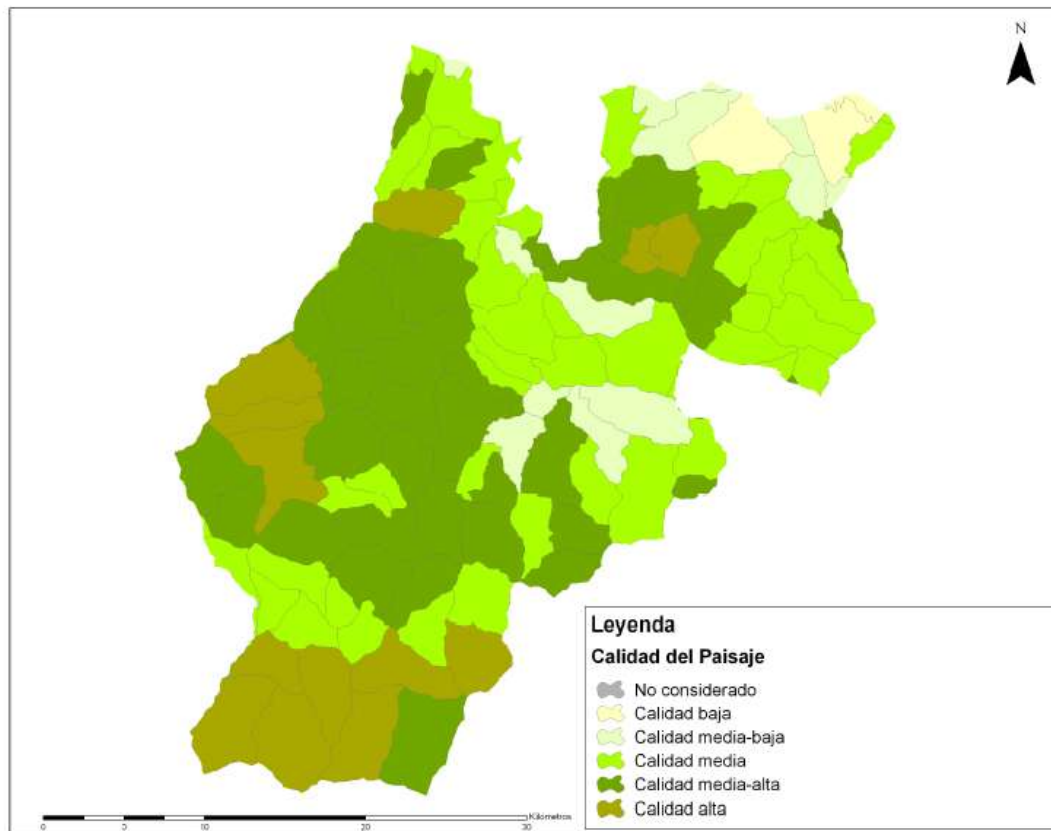 N
Leyenda
Calidad del Paisaje
No considerado
Calidad baja
Calidad media-baja
Calidad media
Calidad media-alta
Calidad alta
Kilometros
0 5 10 20 30